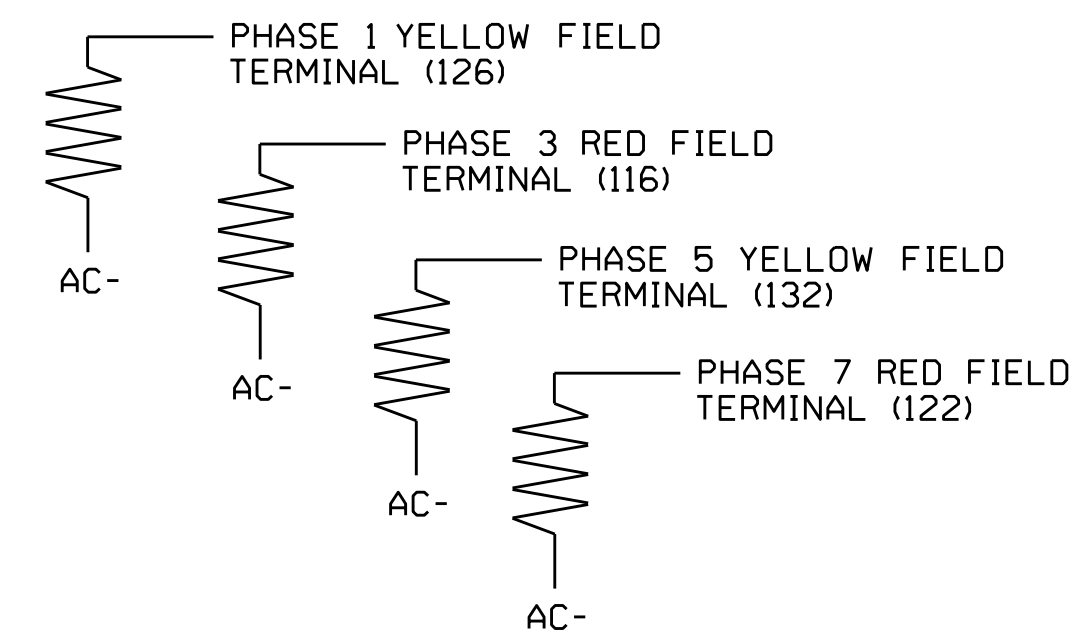 PHASE 1 YELLOW FIELD
TERMINAL (126)
AC-
PHASE 3 RED FIELD
TERMINAL (116)
AC-
PHASE 5 YELLOW FIELD
TERMINAL (132)
AC-
PHASE 7 RED FIELD
TERMINAL (122)
AC-